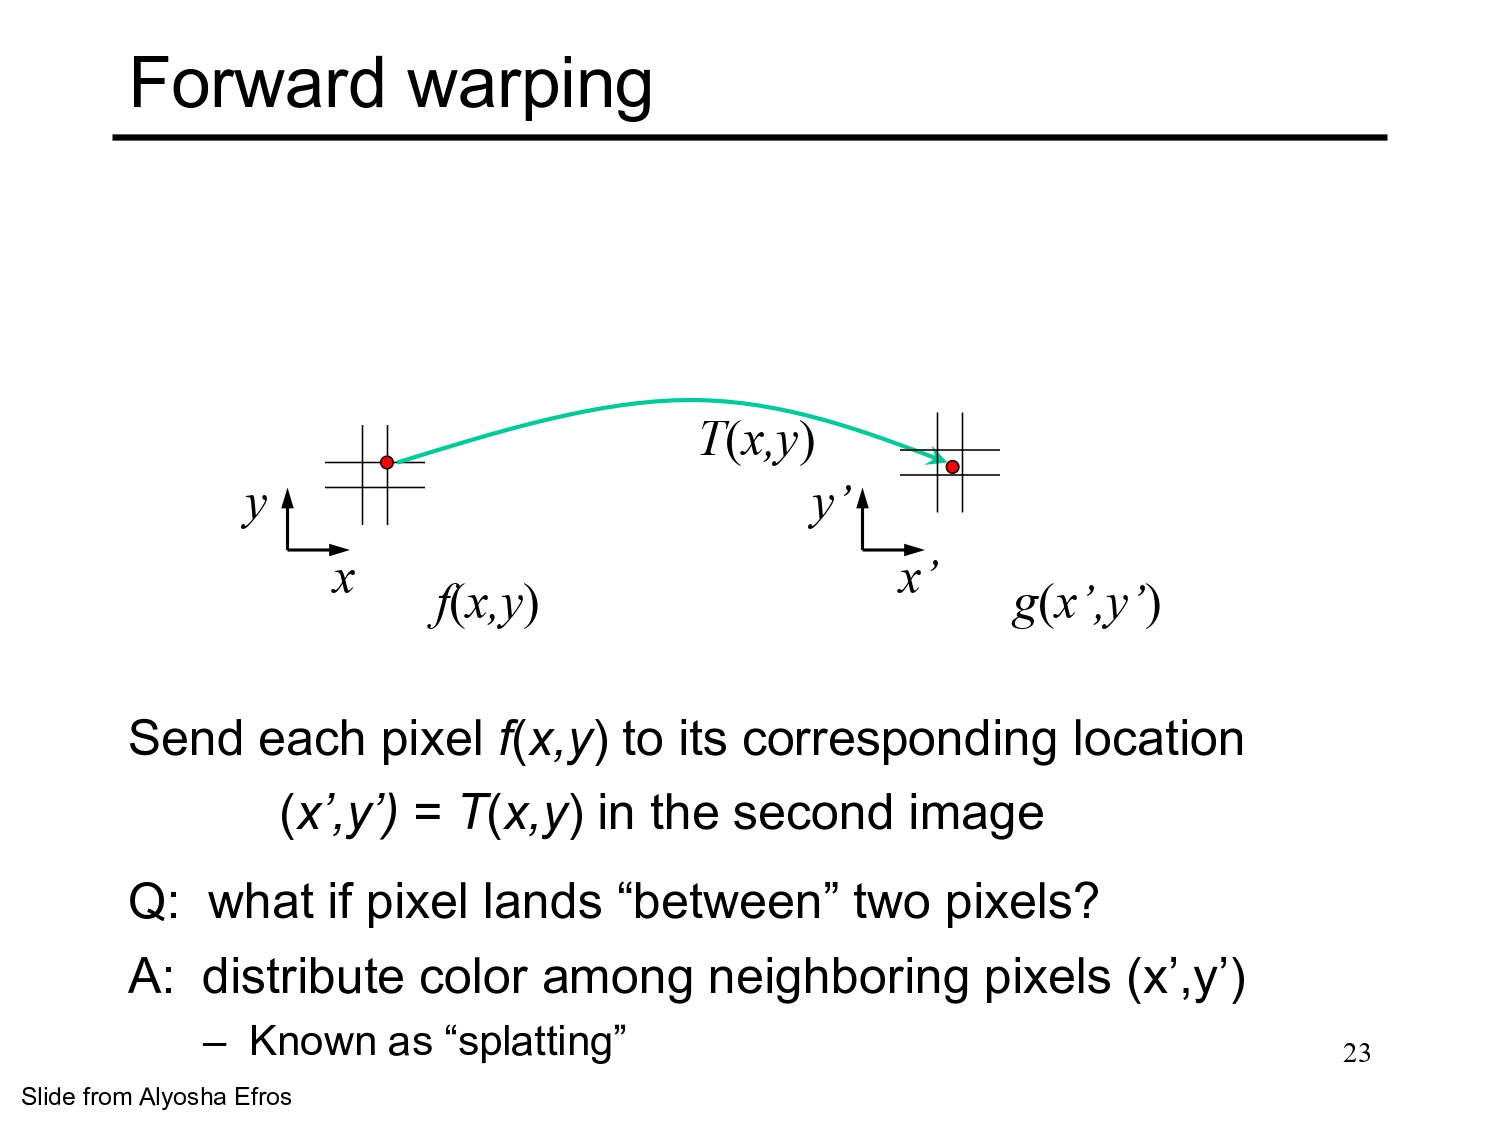 Forward warping
T(x,y)
y
y’
x
x’
f(x,y)
g(x’,y’)
Send each pixel f(x,y) to its corresponding location
(x’,y’) = T(x,y) in the second image
Q: what if pixel lands “between” two pixels?
A: distribute color among neighboring pixels (x’,y’)
– Known as “splatting”
23
Slide from Alyosha Efros